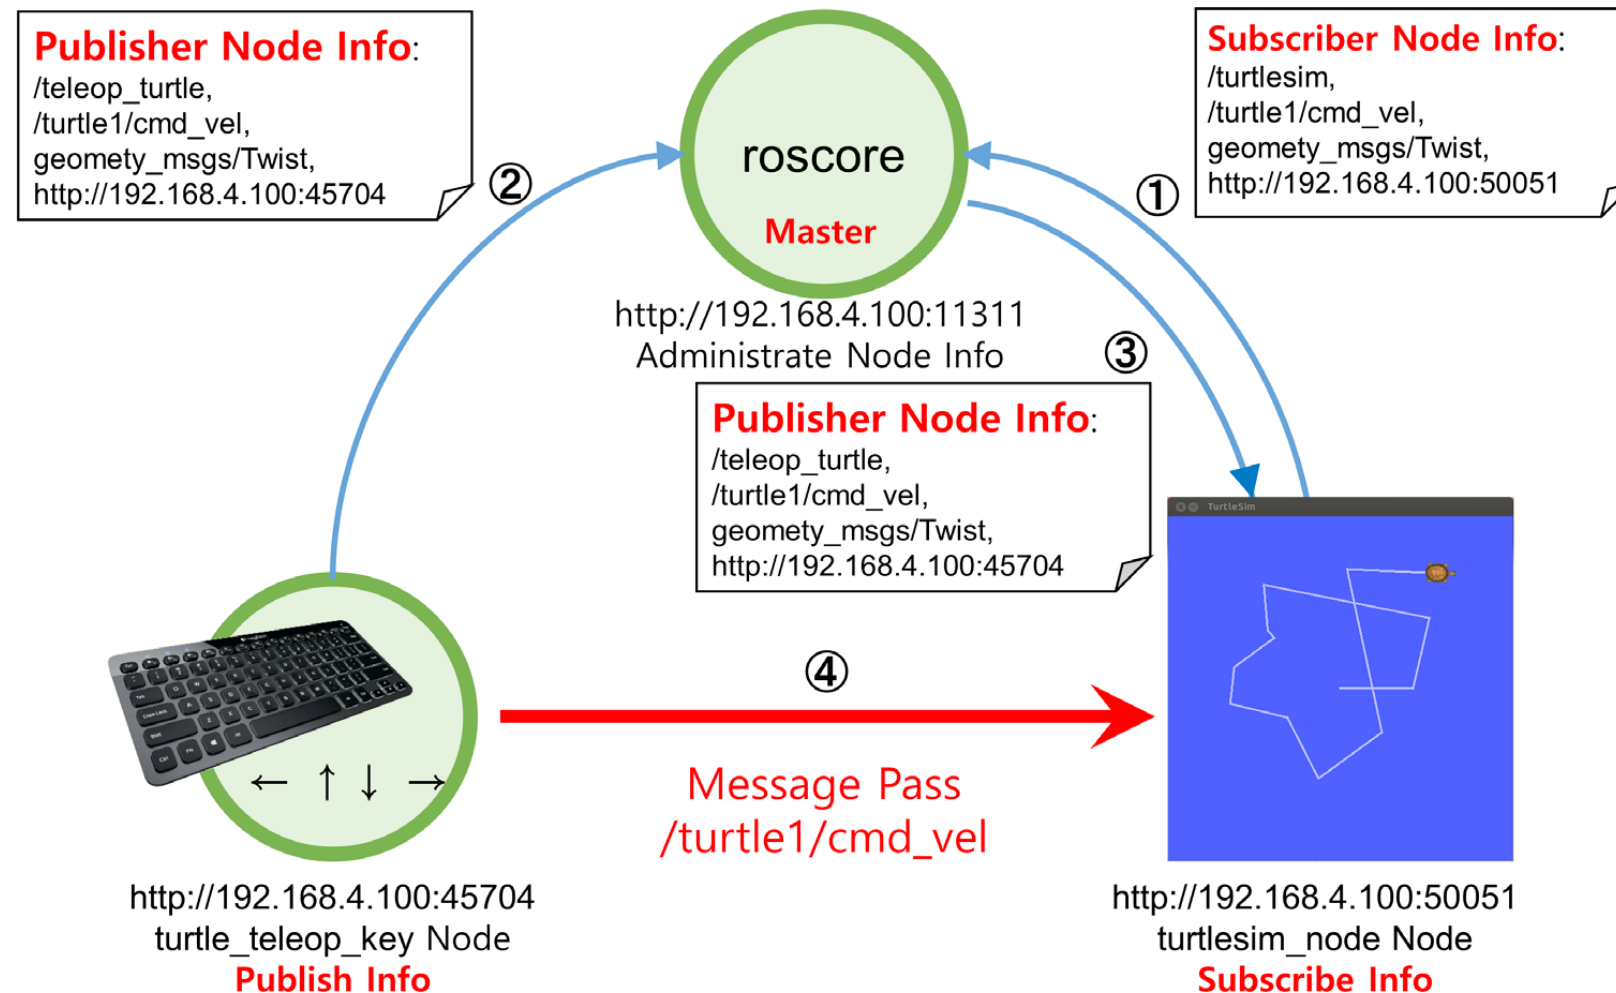 Publisher Node Info:
/teleop_turtle,
/turtle1/cmd_vel,
geomety_msgs/Twist,
http://192.168.4.100:45704
②
roscore
Master
http://192.168.4.100:11311
Administrate Node Info
①
Subscriber Node Info:
/turtlesim,
/turtle1/cmd_vel,
geomety_msgs/Twist,
http://192.168.4.100:50051
③
Publisher Node Info:
/teleop_turtle,
/turtle1/cmd_vel,
geomety_msgs/Twist,
http://192.168.4.100:45704
TurtleSim
← ↑ ↓ →
④
Message Pass
/turtle1/cmd_vel
http://192.168.4.100:45704
turtle_teleop_key Node
Publish Info
http://192.168.4.100:50051
turtlesim_node Node
Subscribe Info